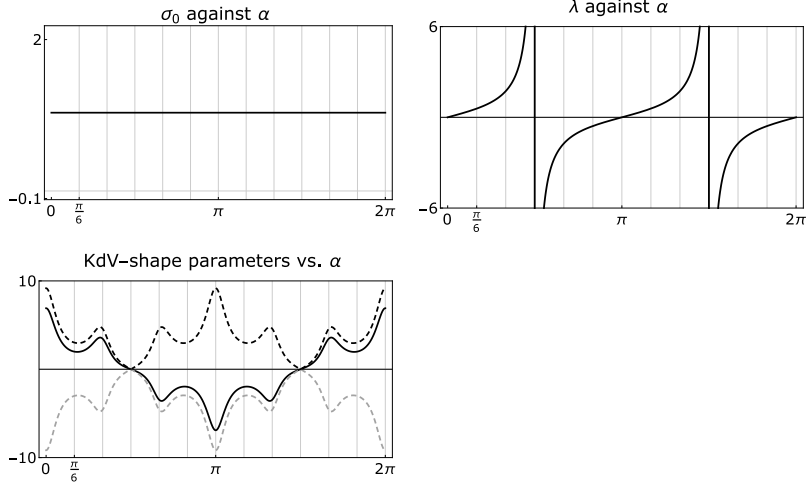 σ₀ against α
2
−0.1
0
π/6
π
2π
λ against α
6
−6
0
π/6
π
2π
KdV−shape parameters vs. α
10
−10
0
π/6
π
2π